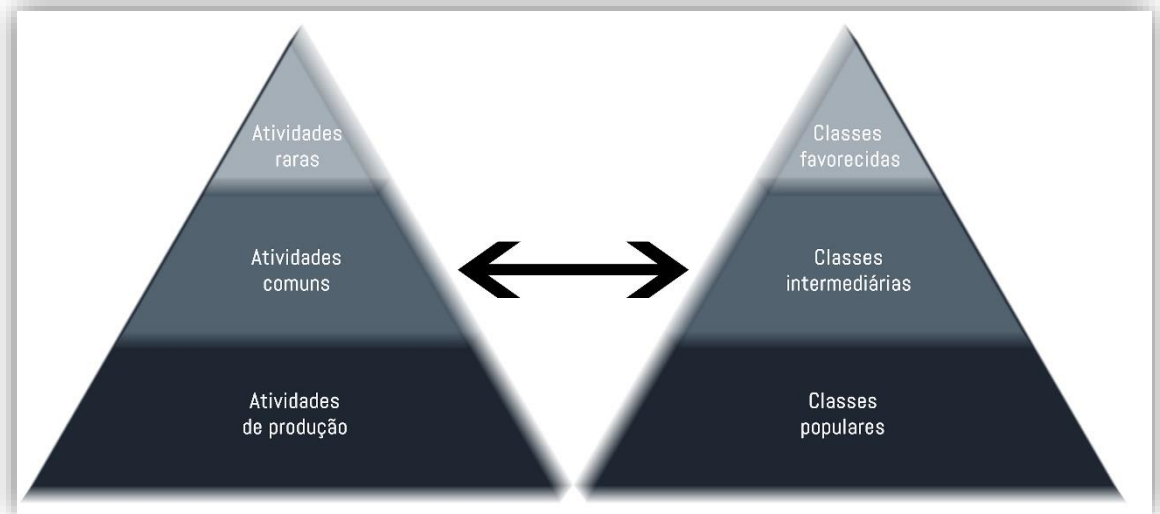 Atividades
raras
Classes
favorecidas
Atividades
comuns
Classes
intermediárias
Atividades
de produção
Classes
populares